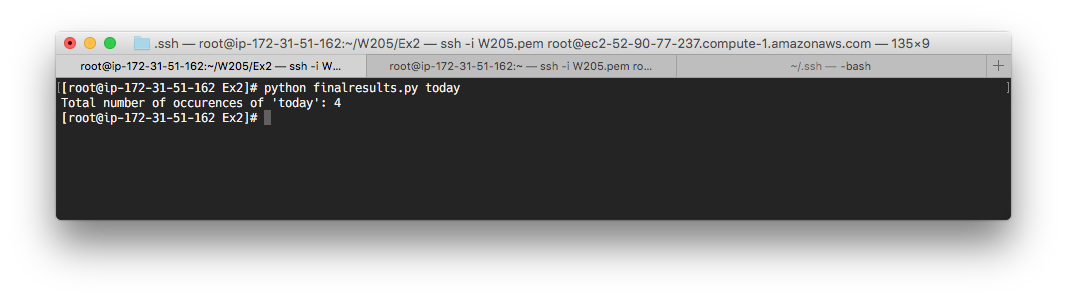 .ssh — root@ip-172-31-51-162:~/W205/Ex2 — ssh -i W205.pem root@ec2-52-90-77-237.compute-1.amazonaws.com — 135×9
root@ip-172-31-51-162:~/W205/Ex2 — ssh -i W... root@ip-172-31-51-162:~ — ssh -i W205.pem ro... ~/.ssh — -bash +
[[root@ip-172-31-51-162 Ex2]# python finalresults.py today ]
Total number of occurences of 'today': 4
[root@ip-172-31-51-162 Ex2]#